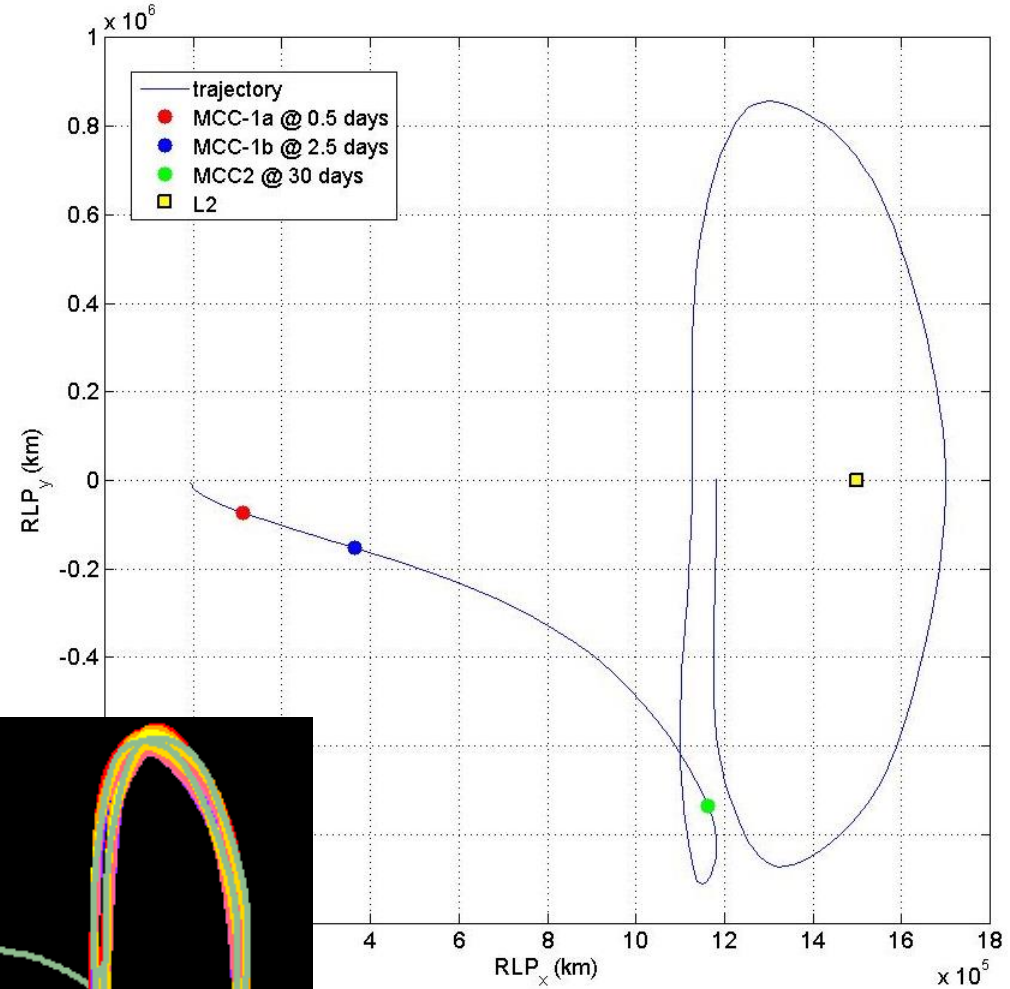 x 10^6
1
trajectory
MCC-1a @ 0.5 days
MCC-1b @ 2.5 days
MCC2 @ 30 days
L2
0.8
0.6
0.4
0.2
0
-0.2
-0.4
RLP_y (km)
4 6 8 10 12 14 16 18
RLP_x (km)
x 10^5